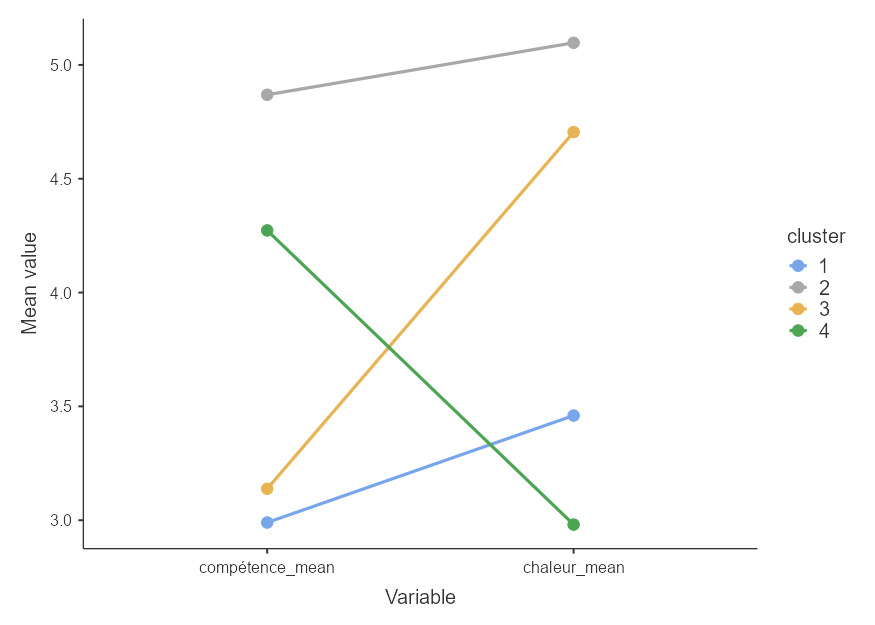 5.0
4.5
4.0
3.5
3.0
Mean value
compétence_mean
chaleur_mean
Variable
cluster
1
2
3
4